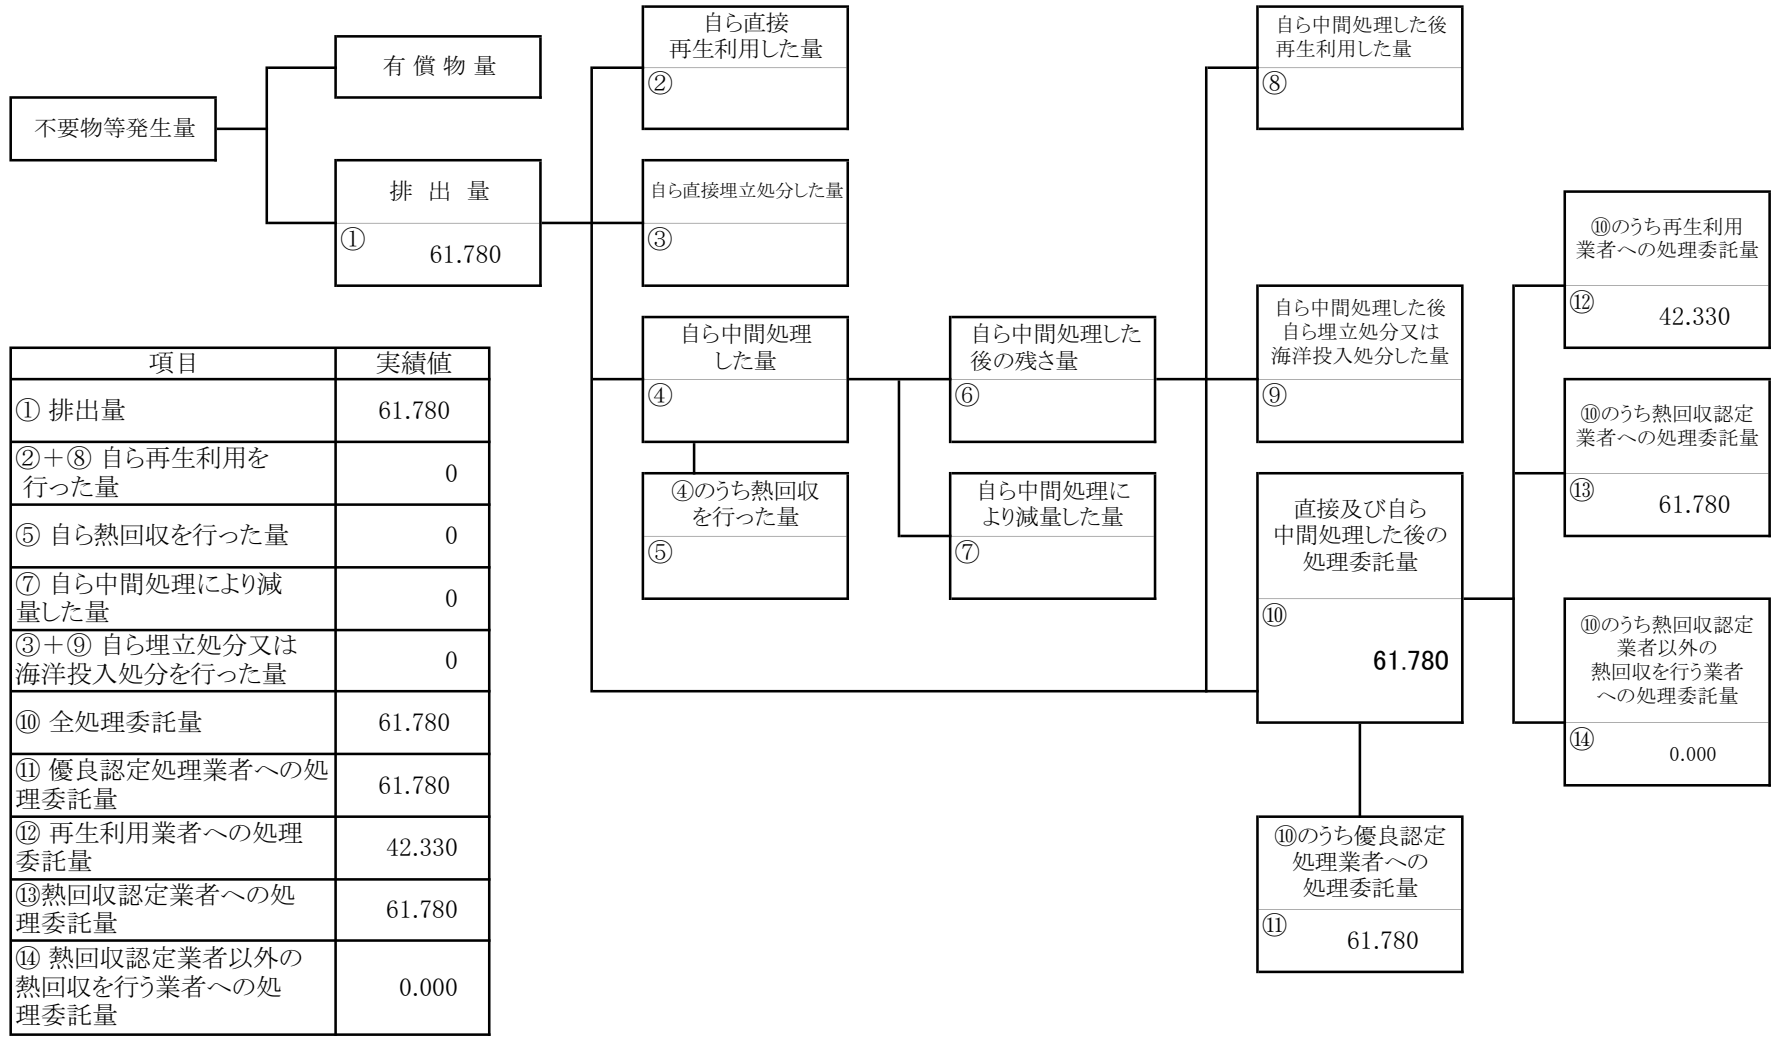 不要物等発生量
有償物量
排出量
①
61.780
自ら直接
再生利用した量
②
自ら直接埋立処分した量
③
自ら中間処理
した量
④
④のうち熱回収
を行った量
⑤
自ら中間処理した
後の残さ量
⑥
自ら中間処理に
より減量した量
⑦
自ら中間処理した後
再生利用した量
⑧
自ら中間処理した後
自ら埋立処分又は
海洋投入処分した量
⑨
直接及び自ら
中間処理した後の
処理委託量
⑩
61.780
⑩のうち優良認定
処理業者への
処理委託量
⑪
61.780
⑩のうち再生利用
業者への処理委託量
⑫
42.330
⑩のうち熱回収認定
業者への処理委託量
⑬
61.780
⑩のうち熱回収認定
業者以外の
熱回収を行う業者
への処理委託量
⑭
0.000
項目 実績値
① 排出量 61.780
②＋⑧ 自ら再生利用を
行った量 0
⑤ 自ら熱回収を行った量 0
⑦ 自ら中間処理により減
量した量 0
③＋⑨ 自ら埋立処分又は
海洋投入処分を行った量 0
⑩ 全処理委託量 61.780
⑪ 優良認定処理業者への処
理委託量 61.780
⑫ 再生利用業者への処理
委託量 42.330
⑬熱回収認定業者への処
理委託量 61.780
⑭ 熱回収認定業者以外の
熱回収を行う業者への処
理委託量 0.000